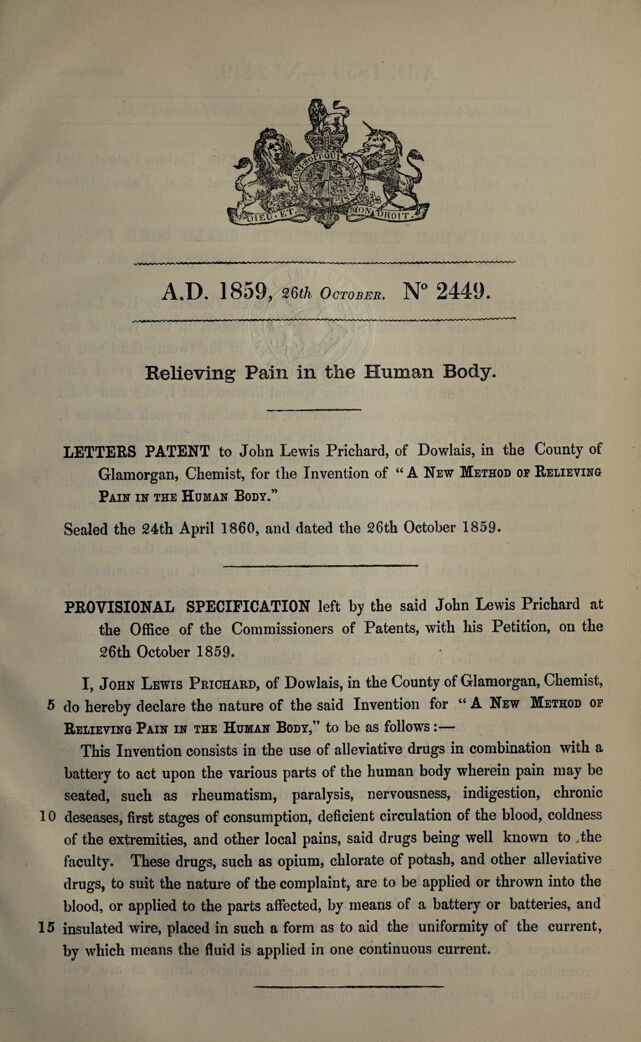 HONI SOIT QUI MAL
DIEU ET MON DROIT
A.D. 1859, 26th October. N° 2449.
Relieving Pain in the Human Body.
LETTERS PATENT to John Lewis Prichard, of Dowlais, in the County of
Glamorgan, Chemist, for the Invention of “ A New Method of Relieving
Pain in the Human Body.”
Sealed the 24th April 1860, and dated the 26th October 1859.
PROVISIONAL SPECIFICATION left by the said John Lewis Prichard at
the Office of the Commissioners of Patents, with his Petition, on the
26th October 1859.
I, John Lewis Prichard, of Dowlais, in the County of Glamorgan, Chemist,
5 do hereby declare the nature of the said Invention for “ A New Method of
Relieving Pain in the Human Body,” to be as follows :—
This Invention consists in the use of alleviative drugs in combination with a
battery to act upon the various parts of the human body wherein pain may be
seated, such as rheumatism, paralysis, nervousness, indigestion, chronic
10 deseases, first stages of consumption, deficient circulation of the blood, coldness
of the extremities, and other local pains, said drugs being well known to ,the
faculty. These drugs, such as opium, chlorate of potash, and other alleviative
drugs, to suit the nature of the complaint, are to be applied or thrown into the
blood, or applied to the parts affected, by means of a battery or batteries, and
15 insulated wire, placed in such a form as to aid the uniformity of the current,
by which means the fluid is applied in one continuous current.